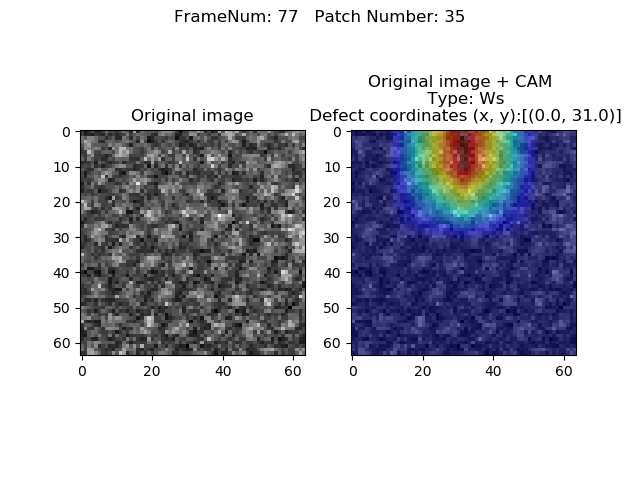 FrameNum: 77   Patch Number: 35
Original image
Original image + CAM
Type: Ws
Defect coordinates (x, y):[(0.0, 31.0)]
0
10
20
30
40
50
60
0 20 40 60
0
10
20
30
40
50
60
0 20 40 60